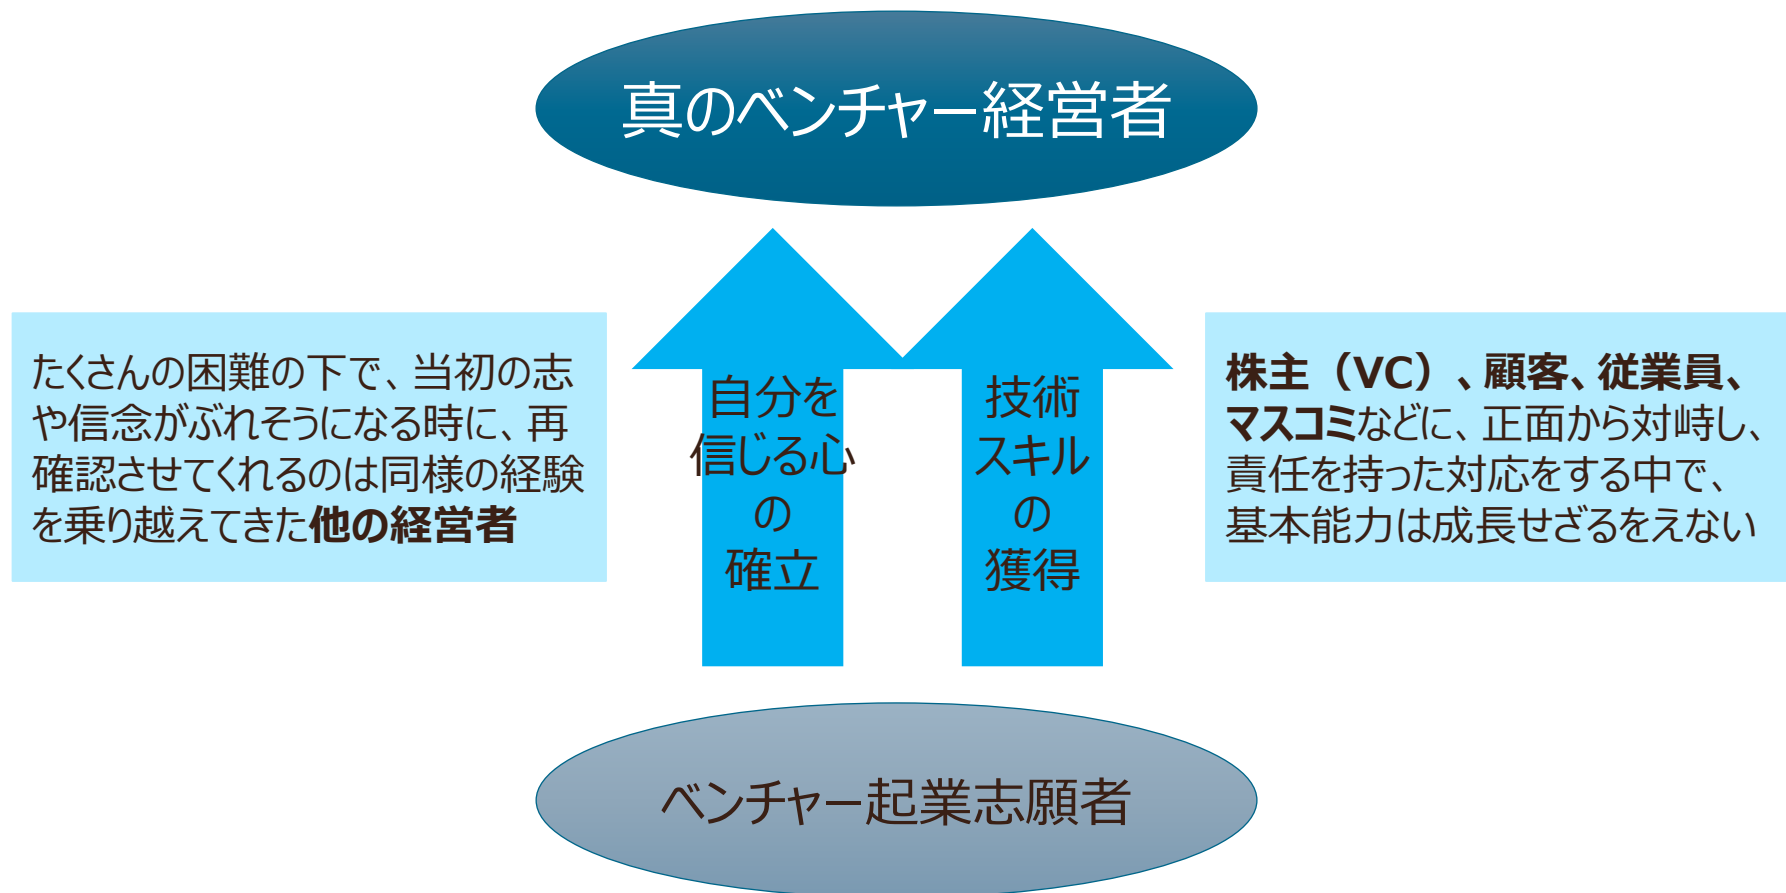 真のベンチャー経営者
たくさんの困難の下で、当初の志
や信念がぶれそうになる時に、再
確認させてくれるのは同様の経験
を乗り越えてきた他の経営者
自分を
信じる心
の
確立
技術
スキル
の
獲得
株主（VC）、顧客、従業員、
マスコミなどに、正面から対峙し、
責任を持った対応をする中で、
基本能力は成長せざるをえない
ベンチャー起業志願者